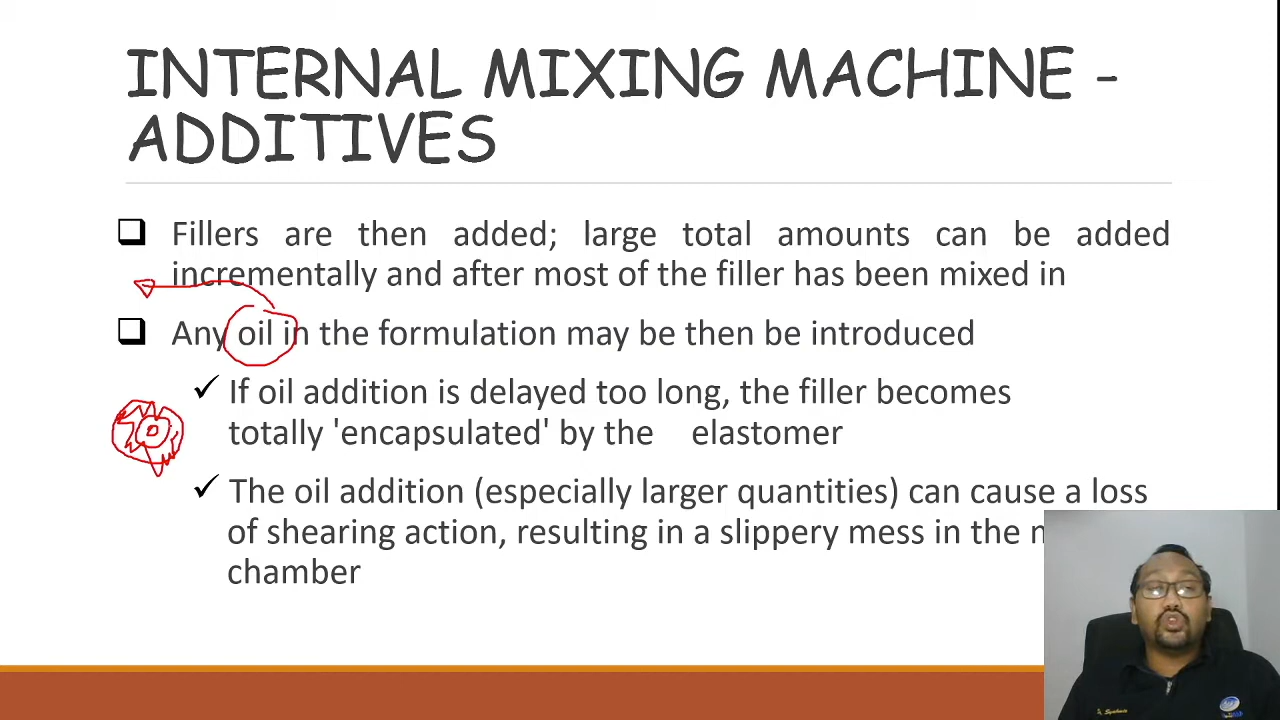 INTERNAL MIXING MACHINE -
ADDITIVES
Fillers are then added; large total amounts can be added
incrementally and after most of the filler has been mixed in
Any oil in the formulation may be then be introduced
If oil addition is delayed too long, the filler becomes
totally 'encapsulated' by the elastomer
The oil addition (especially larger quantities) can cause a loss
of shearing action, resulting in a slippery mess in the
chamber